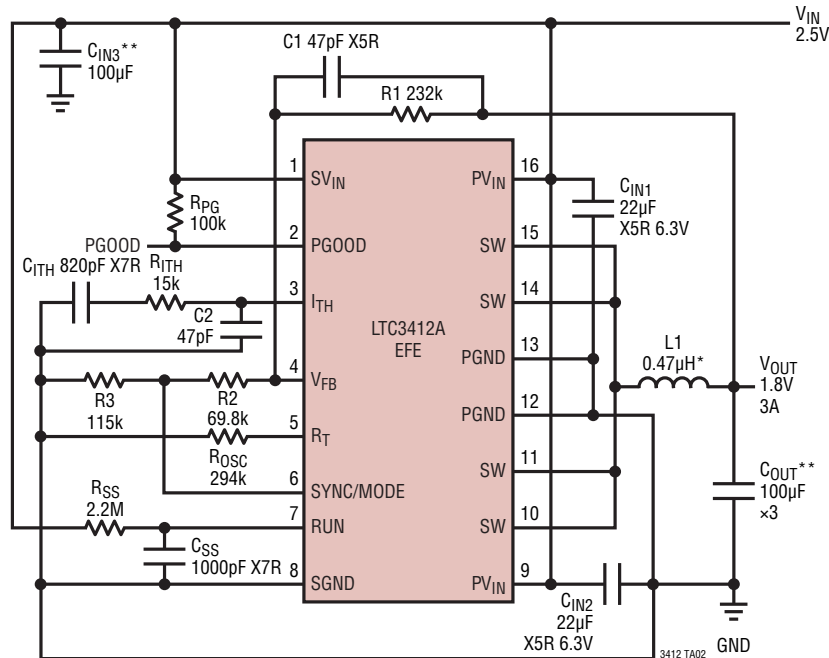 V_IN
2.5V
C_IN3**
100µF
C1 47pF X5R
R1 232k
1
SV_IN
PV_IN
16
C_IN1
22µF
X5R 6.3V
R_PG
100k
PGOOD
2
PGOOD
SW
15
C_ITH 820pF X7R
R_ITH
15k
3
I_TH
SW
14
C2
47pF
LTC3412A
EFE
PGND
13
L1
0.47µH*
V_OUT
1.8V
3A
4
V_FB
PGND
12
R3
115k
R2
69.8k
5
R_T
SW
11
R_OSC
294k
6
SYNC/MODE
C_OUT**
100µF
×3
R_SS
2.2M
7
RUN
SW
10
C_SS
1000pF X7R
8
SGND
PV_IN
9
C_IN2
22µF
X5R 6.3V
GND
3412 TA02